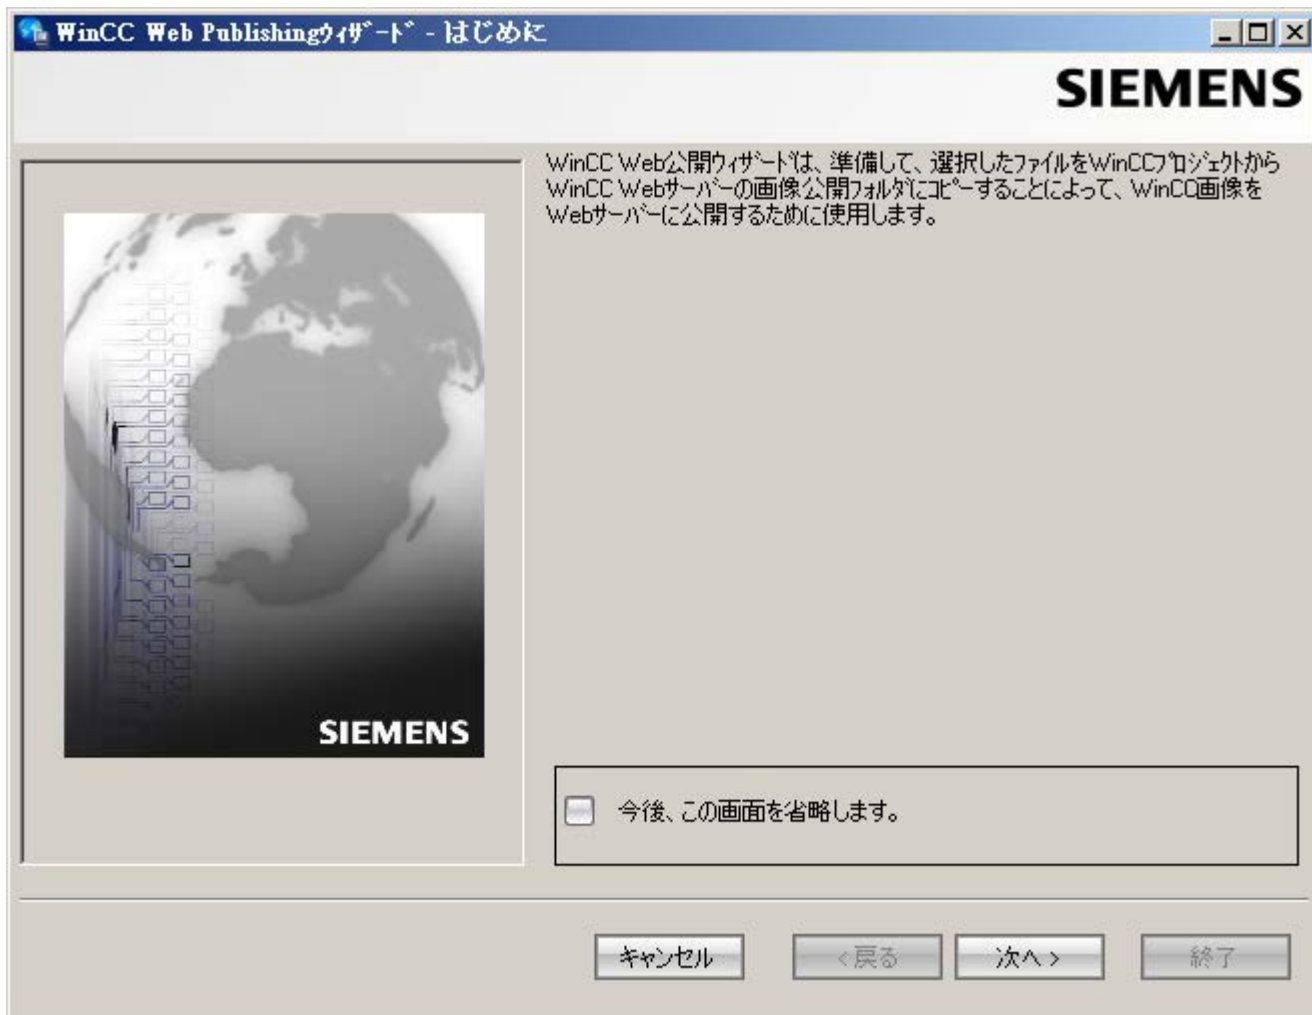 WinCC Web Publishingｳｨｻﾞｰﾄﾞ - はじめに
SIEMENS
WinCC Web公開ｳｨｻﾞｰﾄﾞは、準備して、選択したﾌｧｲﾙをWinCCﾌﾟﾛｼﾞｪｸﾄから
WinCC Webｻｰﾊﾞｰの画像公開ﾌｫﾙﾀﾞにｺﾋﾟｰすることによって、WinCC画像を
Webｻｰﾊﾞｰに公開するために使用します。
SIEMENS
今後、この画面を省略します。
キャンセル
<戻る
次へ>
終了